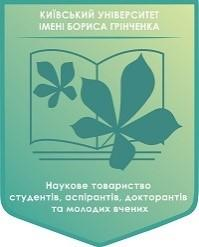 КИЇВСЬКИЙ УНІВЕРСИТЕТ
ІМЕНІ БОРИСА ГРІНЧЕНКА
Наукове товариство
студентів, аспірантів, докторантів
та молодих вчених